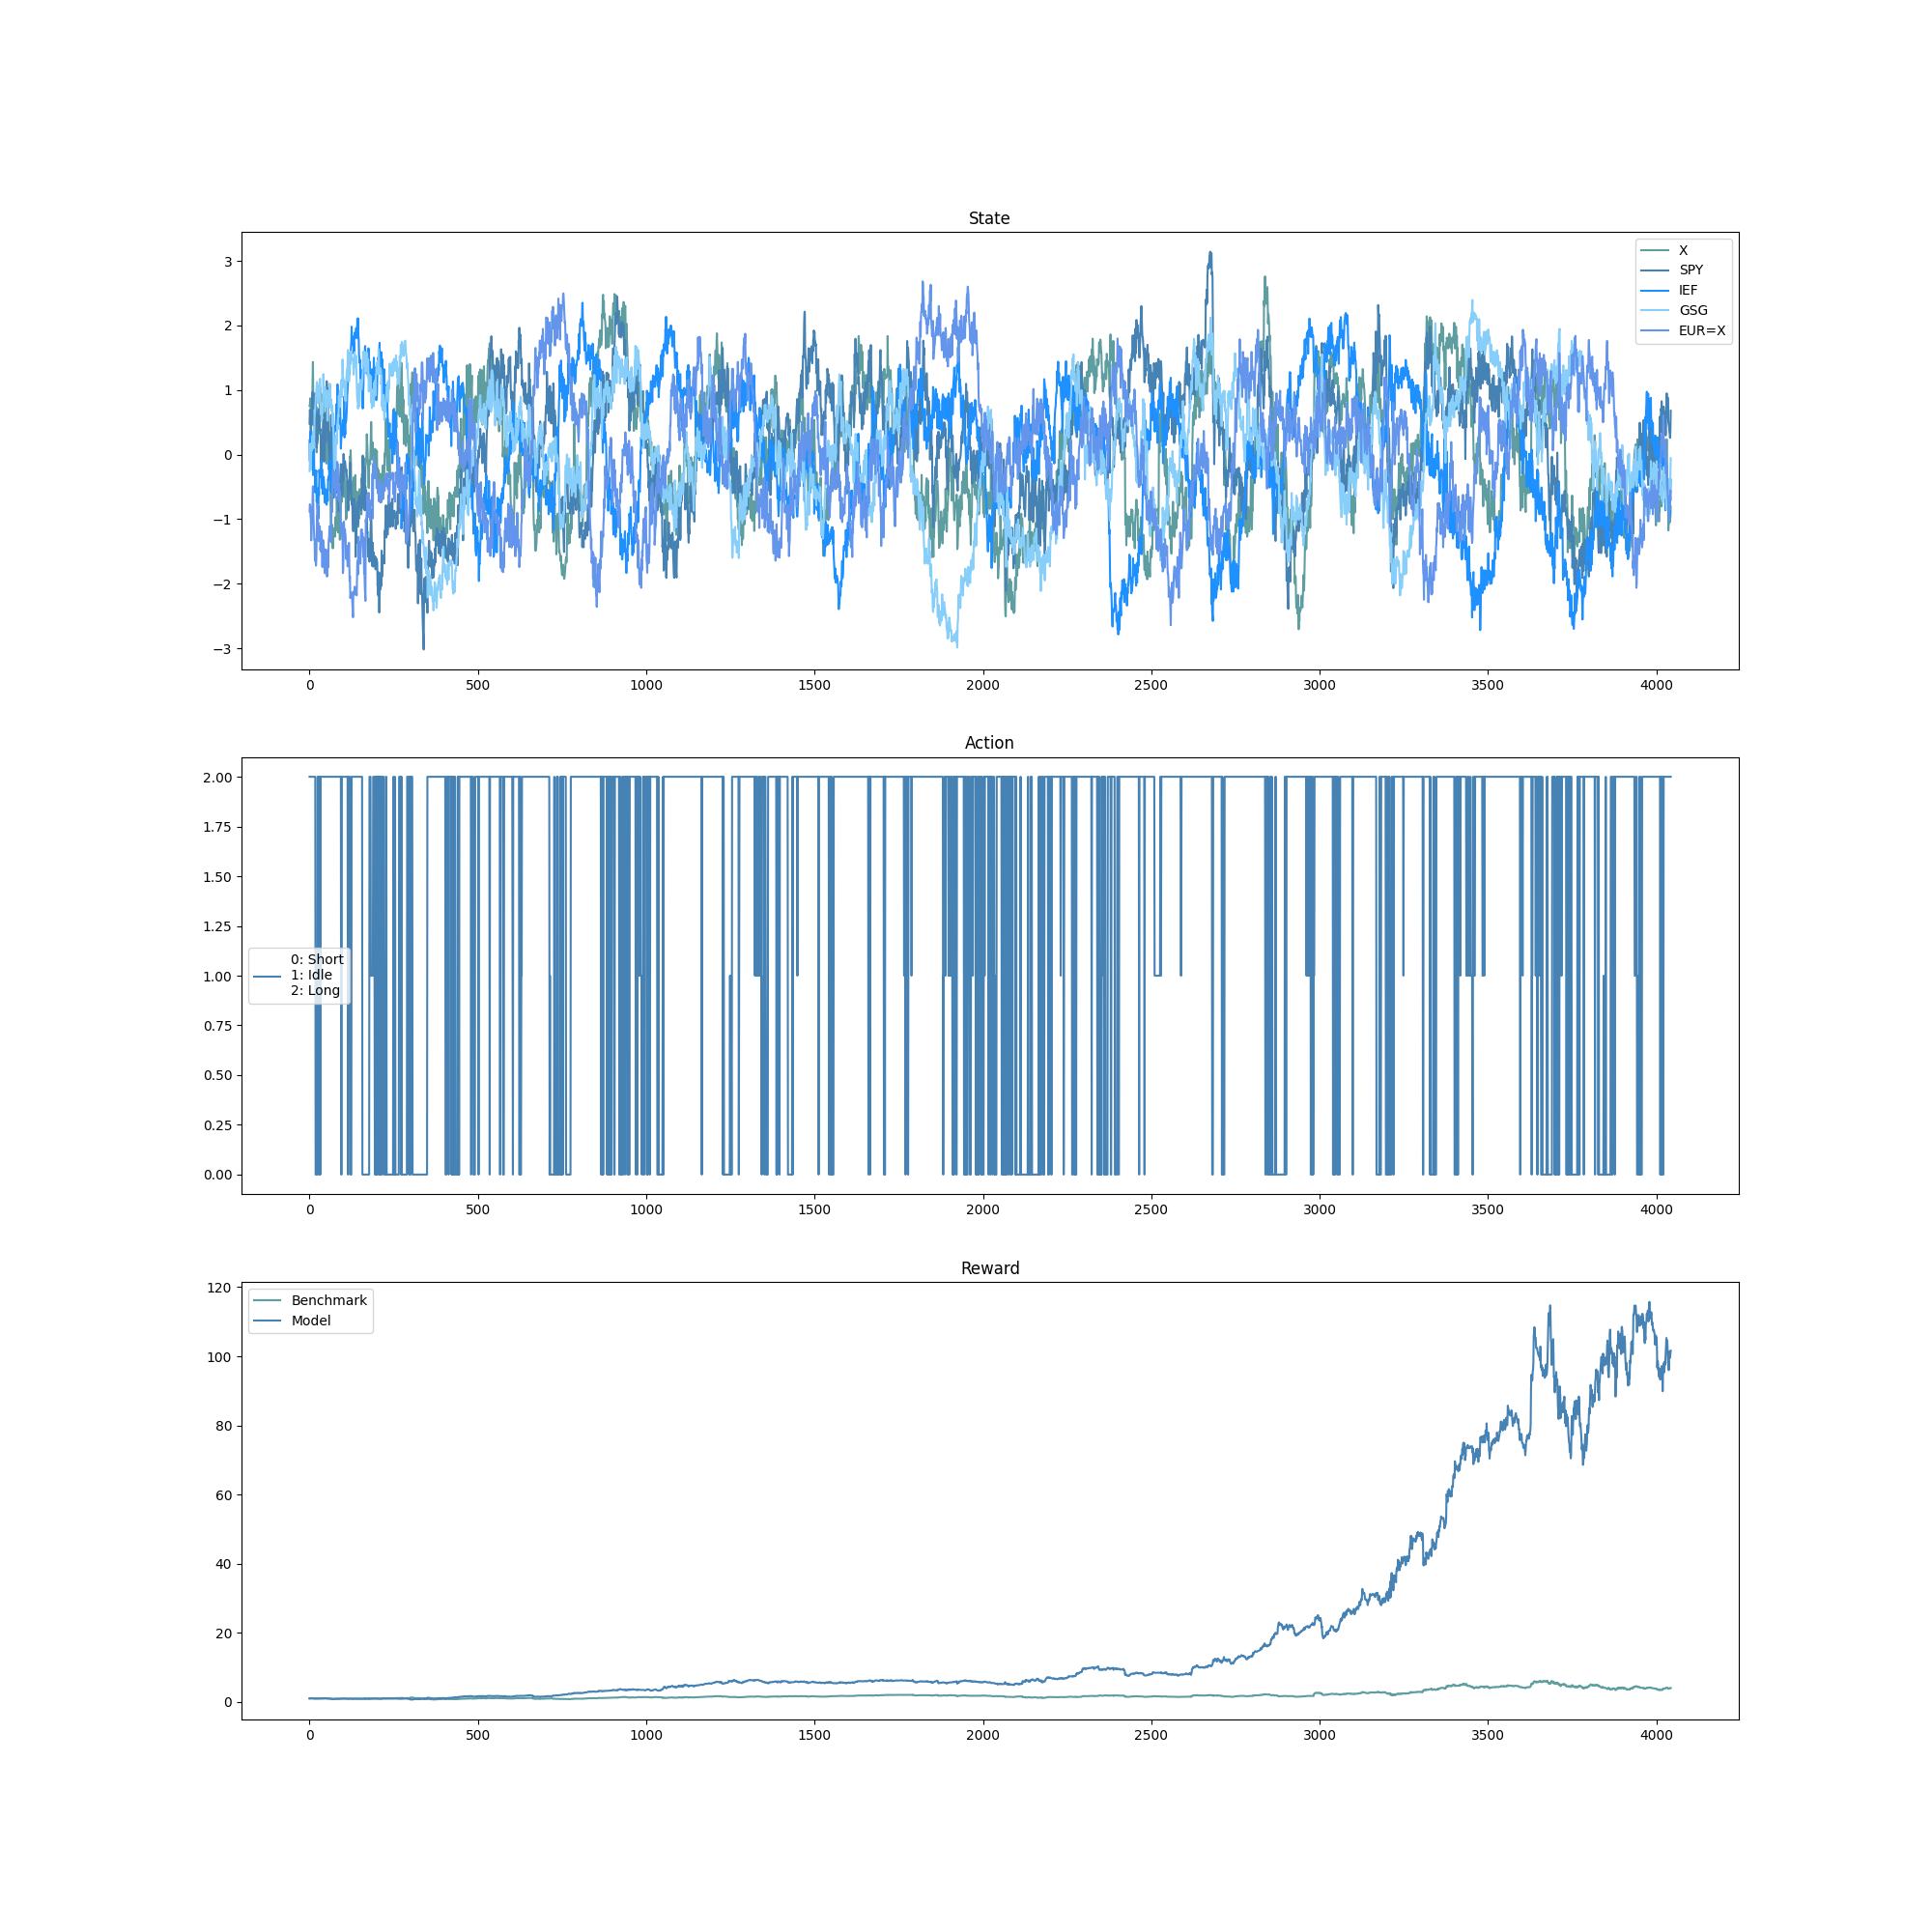 State
3
2
1
0
−1
−2
−3
X
SPY
IEF
GSG
EUR=X
0 500 1000 1500 2000 2500 3000 3500 4000
Action
2.00
1.75
1.50
1.25
1.00
0.75
0.50
0.25
0.00
0: Short
1: Idle
2: Long
0 500 1000 1500 2000 2500 3000 3500 4000
Reward
120
100
80
60
40
20
0
Benchmark
Model
0 500 1000 1500 2000 2500 3000 3500 4000